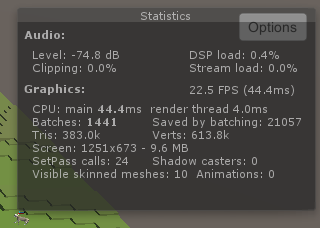 Statistics
Options
Audio:
Level: -74.8 dB DSP load: 0.4%
Clipping: 0.0% Stream load: 0.0%
Graphics: 22.5 FPS (44.4ms)
CPU: main 44.4ms render thread 4.0ms
Batches: 1441 Saved by batching: 21057
Tris: 383.0k Verts: 613.8k
Screen: 1251x673 - 9.6 MB
SetPass calls: 24 Shadow casters: 0
Visible skinned meshes: 10 Animations: 0